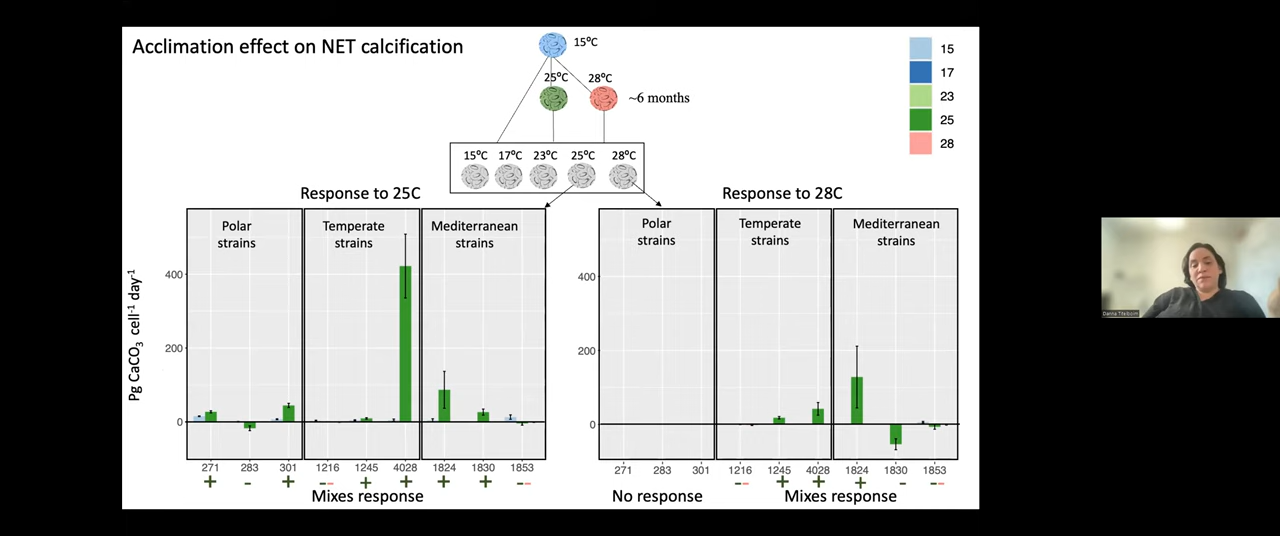 Acclimation effect on NET calcification
15°C
25°C 28°C
~6 months
15
17
23
25
28
15°C 17°C 23°C 25°C 28°C
Response to 25C
Response to 28C
Polar strains
Temperate strains
Mediterranean strains
Polar strains
Temperate strains
Mediterranean strains
Pg CaCO₃ cell⁻¹ day⁻¹
400
200
0
400
200
0
271 283 301 1216 1245 4028 1824 1830 1853
+ - + -- + + + + --
Mixes response
271 283 301 1216 1245 4028 1824 1830 1853
-- + + + - --
No response
Mixes response